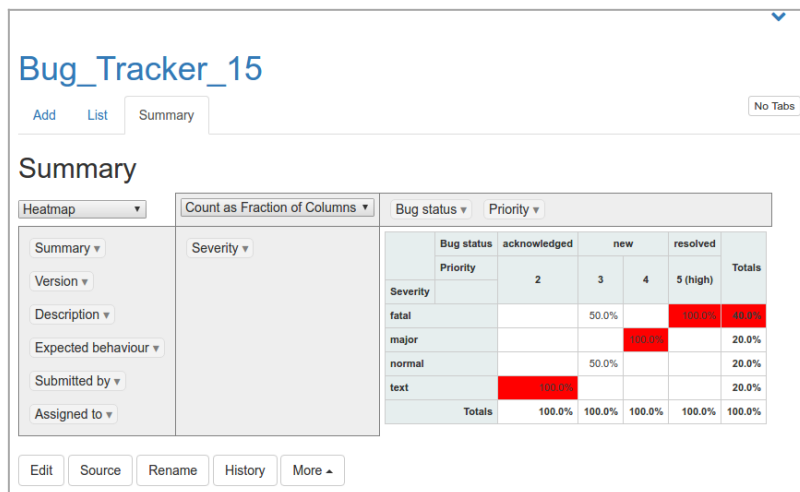 Bug_Tracker_15
Add List Summary
No Tabs
Summary
Heatmap
Count as Fraction of Columns
Bug status Priority
Summary
Version
Description
Expected behaviour
Submitted by
Assigned to
Severity
Bug status acknowledged new resolved Totals
Priority 2 3 4 5 (high)
Severity
fatal 50.0% 100.0% 40.0%
major 100.0% 20.0%
normal 50.0% 20.0%
text 100.0% 20.0%
Totals 100.0% 100.0% 100.0% 100.0% 100.0%
Edit Source Rename History More